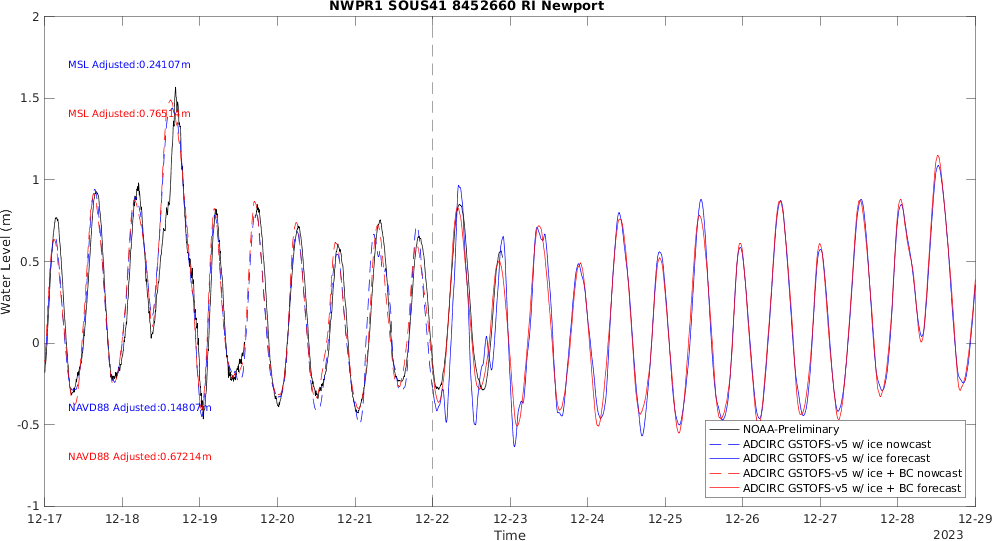 NWPR1 SOUS41 8452660 RI Newport
2
1.5
1
0.5
0
-0.5
-1
Water Level (m)
MSL Adjusted:0.24107m
MSL Adjusted:0.76514m
NAVD88 Adjusted:0.14807m
NAVD88 Adjusted:0.67214m
NOAA-Preliminary
ADCIRC GSTOFS-v5 w/ ice nowcast
ADCIRC GSTOFS-v5 w/ ice forecast
ADCIRC GSTOFS-v5 w/ ice + BC nowcast
ADCIRC GSTOFS-v5 w/ ice + BC forecast
12-17 12-18 12-19 12-20 12-21 12-22 12-23 12-24 12-25 12-26 12-27 12-28 12-29
Time
2023